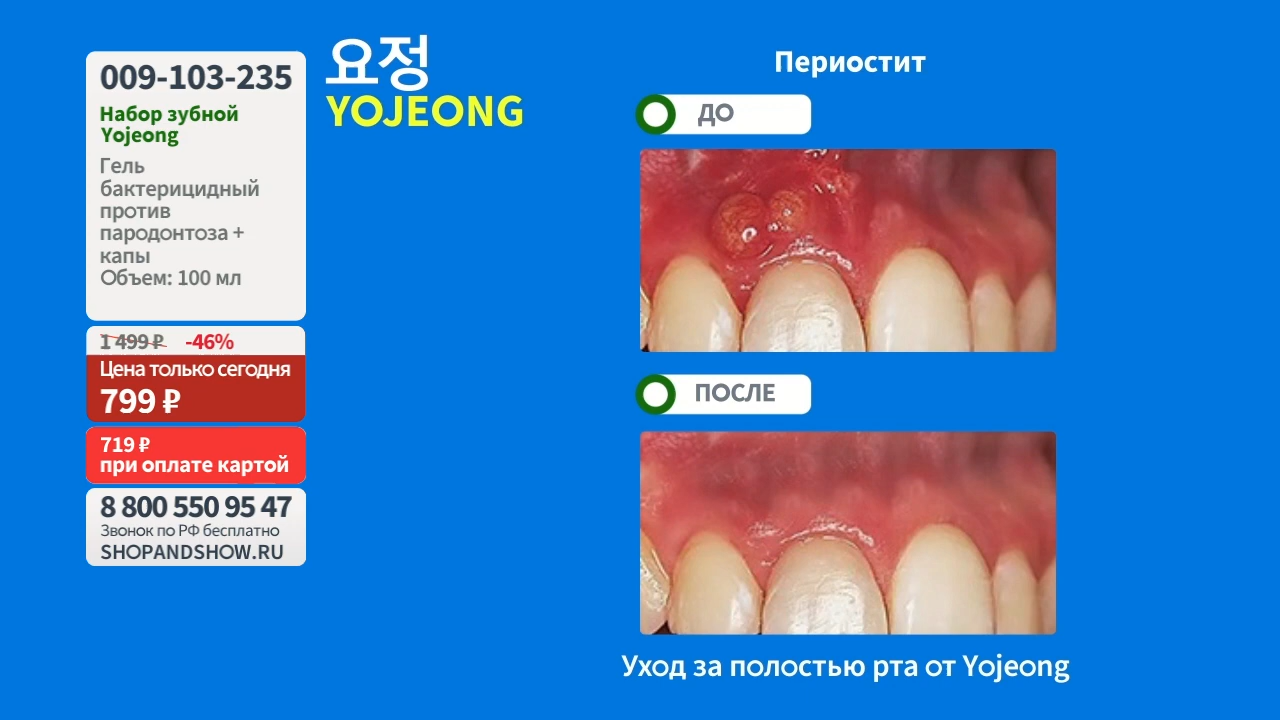 009-103-235
Набор зубной
Yojeong
Гель
бактерицидный
против
пародонтоза +
капы
Объем: 100 мл
1 499 ₽ -46%
Цена только сегодня
799 ₽
719 ₽
при оплате картой
8 800 550 95 47
Звонок по РФ бесплатно
SHOPANDSHOW.RU
요정
YOJEONG
Периостит
ДО
ПОСЛЕ
Уход за полостью рта от Yojeong